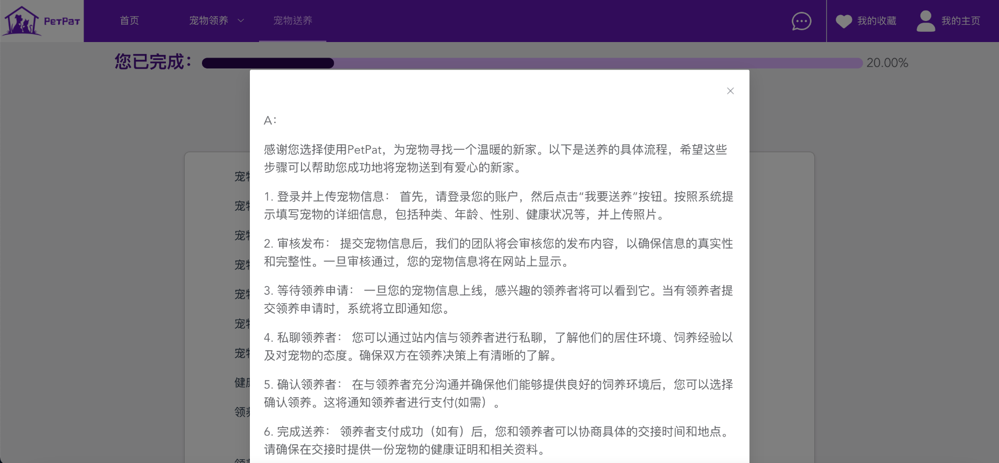 PETPAT
首页
宠物领养
宠物送养
我的收藏
我的主页
您已完成：
20.00%
A：
感谢您选择使用PetPat，为宠物寻找一个温暖的新家。以下是送养的具体流程，希望这些
步骤可以帮助您成功地将宠物送到有爱心的新家。
1. 登录并上传宠物信息： 首先，请登录您的账户，然后点击“我要送养”按钮。按照系统提
示填写宠物的详细信息，包括种类、年龄、性别、健康状况等，并上传照片。
2. 审核发布： 提交宠物信息后，我们的团队将会审核您的发布内容，以确保信息的真实性
和完整性。一旦审核通过，您的宠物信息将在网站上显示。
3. 等待领养申请： 一旦您的宠物信息上线，感兴趣的领养者将可以看到它。当有领养者提
交领养申请时，系统将立即通知您。
4. 私聊领养者： 您可以通过站内信与领养者进行私聊，了解他们的居住环境、饲养经验以
及对宠物的态度。确保双方在领养决策上有清晰的了解。
5. 确认领养者： 在与领养者充分沟通并确保他们能够提供良好的饲养环境后，您可以选择
确认领养。这将通知领养者进行支付(如需）。
6. 完成送养： 领养者支付成功（如有）后，您和领养者可以协商具体的交接时间和地点。
请确保在交接时提供一份宠物的健康证明和相关资料。
宠
宠
宠
宠
宠
宠
宠
健
领